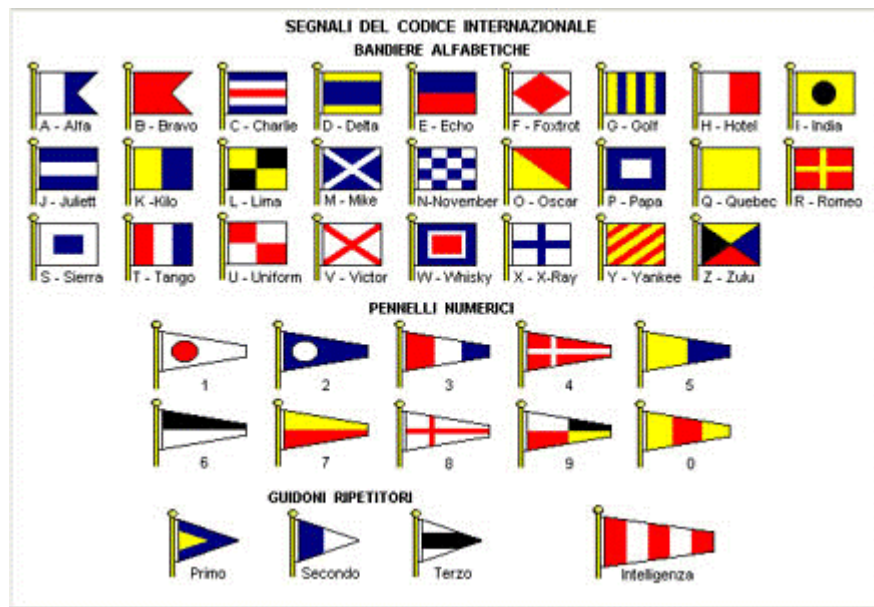 SEGNALI DEL CODICE INTERNAZIONALE
BANDIERE ALFABETICHE
A - Alfa B - Bravo C - Charlie D - Delta E - Echo F - Foxtrot G - Golf H - Hotel I - India
J - Juliett K -Kilo L - Lima M - Mike N-November O - Oscar P - Papa Q - Quebec R - Romeo
S - Sierra T - Tango U - Uniform V - Victor W - Whisky X - X-Ray Y - Yankee Z - Zulu
PENNELLI NUMERICI
1 2 3 4 5
6 7 8 9 0
GUIDONI RIPETITORI
Primo Secondo Terzo Intelligenza